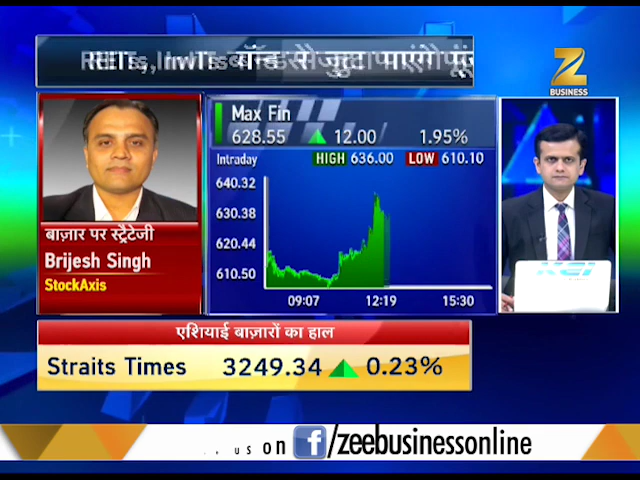 REITs, InvITs बॉन्ड से जुटा पाएंगे पूं
BUSINESS
Max Fin
628.55 12.00 1.95%
Intraday HIGH 636.00 LOW 610.10
640.32
630.38
620.44
610.50
09:07 12:19 15:30
बाज़ार पर स्ट्रैटेजी
Brijesh Singh
StockAxis
एशियाई बाज़ारों का हाल
Straits Times 3249.34 0.23%
us on f/zeebusinessonline